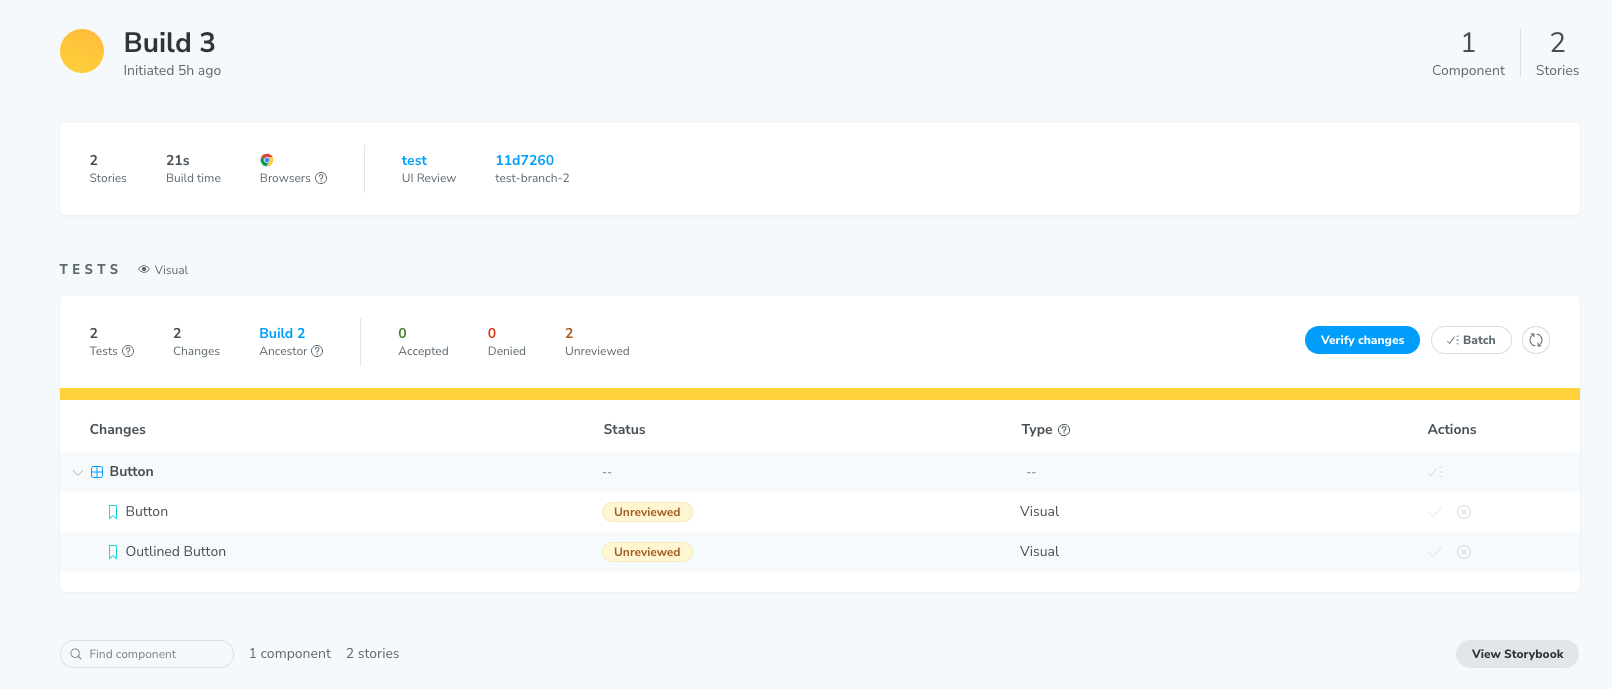 Build 3
Initiated 5h ago
1
Component
2
Stories
2
Stories
21s
Build time
Browsers
test
UI Review
11d7260
test-branch-2
TESTS
Visual
2
Tests
2
Changes
Build 2
Ancestor
0
Accepted
0
Denied
2
Unreviewed
Verify changes
Batch
Changes Status Type Actions
Button -- --
Button Unreviewed Visual
Outlined Button Unreviewed Visual
Find component 1 component 2 stories View Storybook